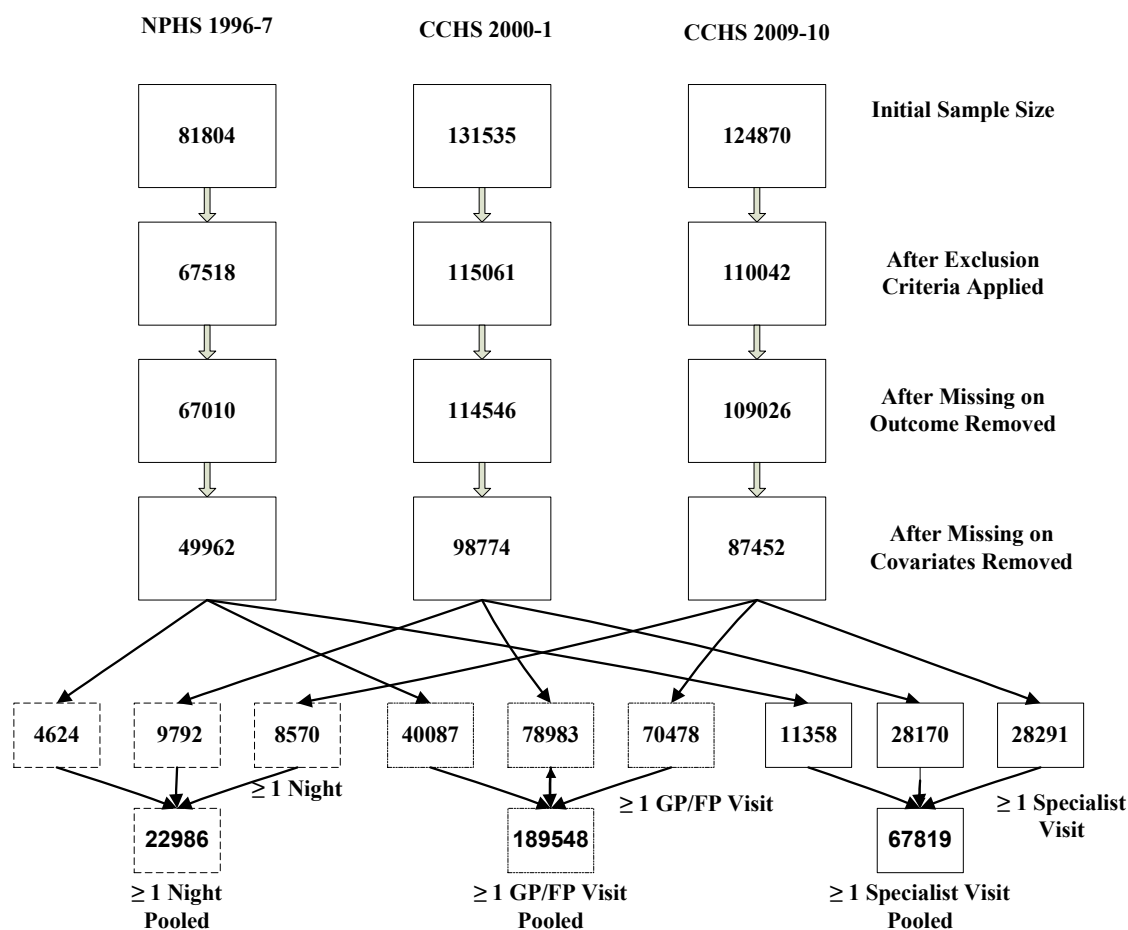 NPHS 1996-7
CCHS 2000-1
CCHS 2009-10
81804
131535
124870
Initial Sample Size
67518
115061
110042
After Exclusion
Criteria Applied
67010
114546
109026
After Missing on
Outcome Removed
49962
98774
87452
After Missing on
Covariates Removed
4624
9792
8570
40087
78983
70478
11358
28170
28291
≥ 1 Night
≥ 1 GP/FP Visit
≥ 1 Specialist
Visit
22986
189548
67819
≥ 1 Night
Pooled
≥ 1 GP/FP Visit
Pooled
≥ 1 Specialist Visit
Pooled